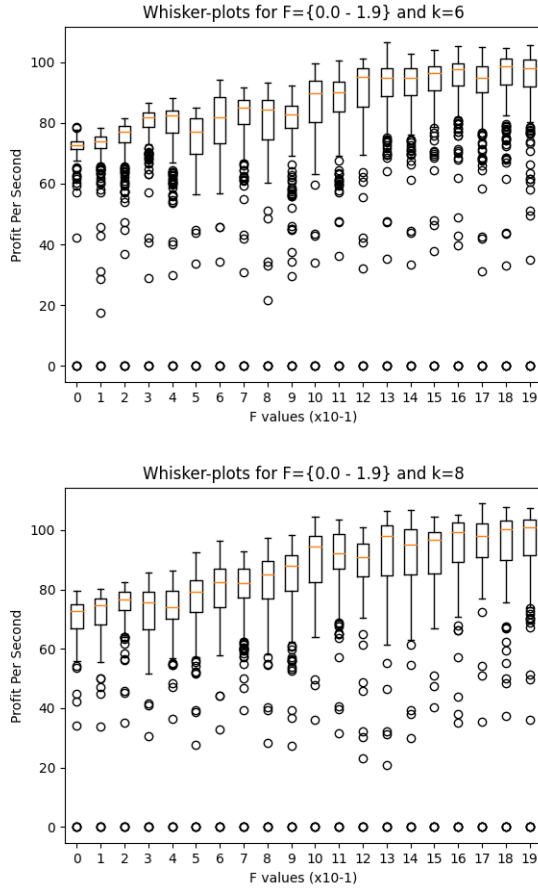 Whisker-plots for F={0.0 - 1.9} and k=6
Profit Per Second
100
80
60
40
20
0
0 1 2 3 4 5 6 7 8 9 10 11 12 13 14 15 16 17 18 19
F values (x10-1)
Whisker-plots for F={0.0 - 1.9} and k=8
Profit Per Second
100
80
60
40
20
0
0 1 2 3 4 5 6 7 8 9 10 11 12 13 14 15 16 17 18 19
F values (x10-1)